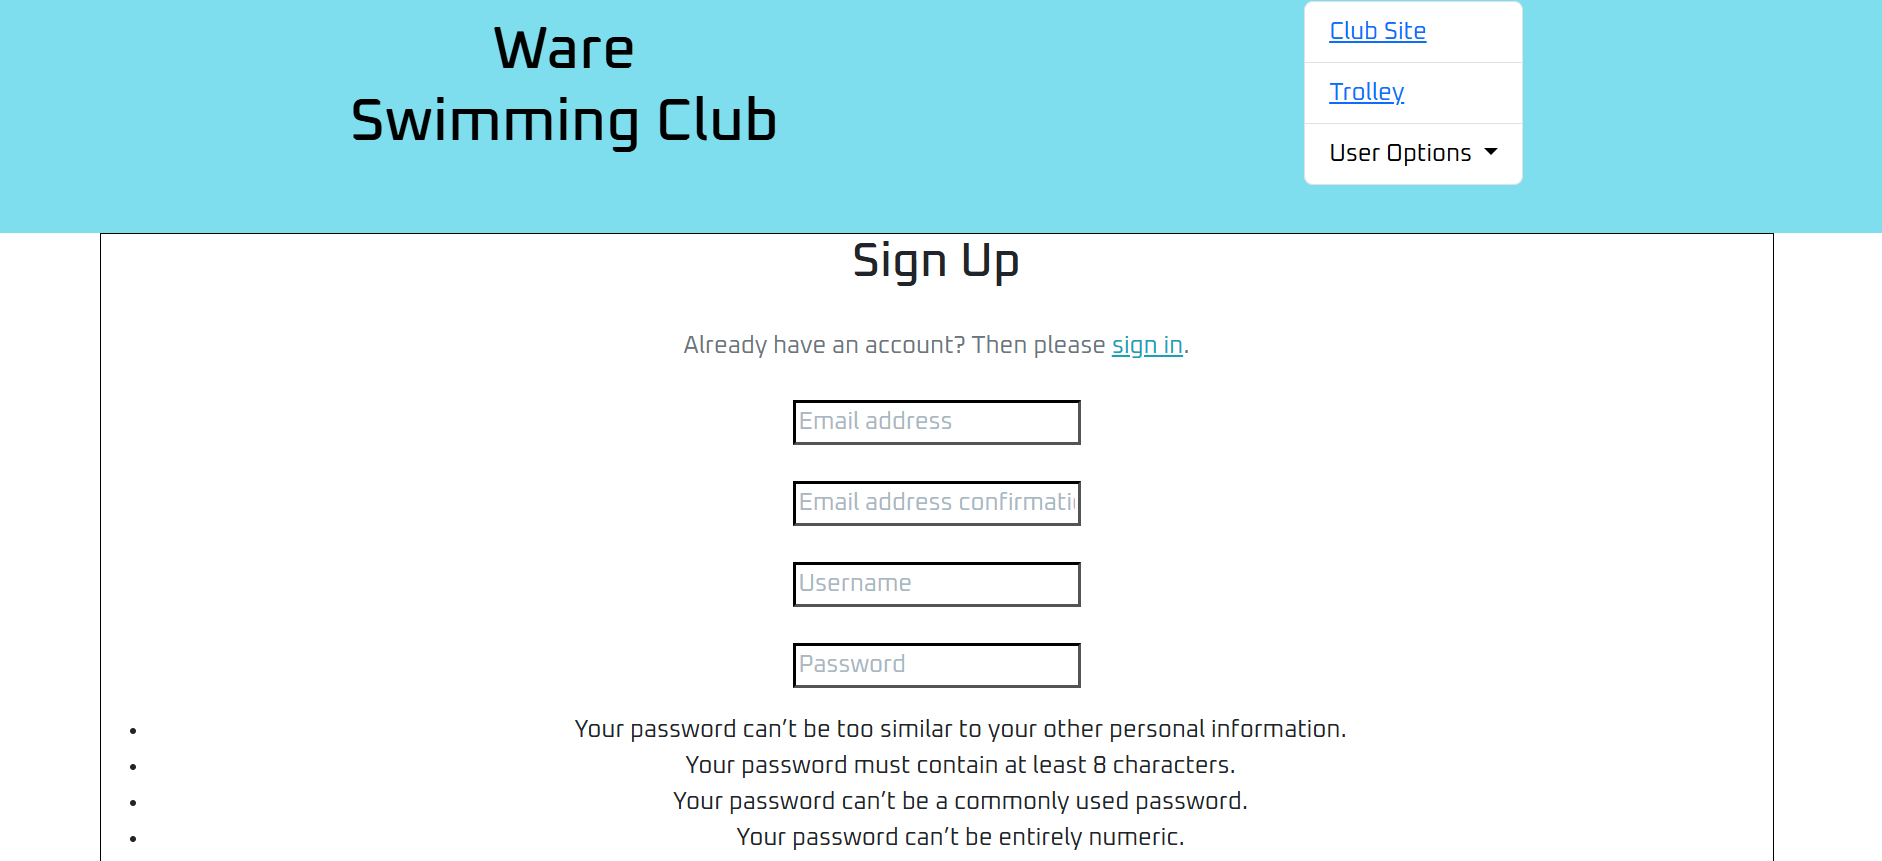 Ware
Swimming Club
Club Site
Trolley
User Options
Sign Up
Already have an account? Then please sign in.
Email address
Email address confirmati
Username
Password
• Your password can't be too similar to your other personal information.
• Your password must contain at least 8 characters.
• Your password can't be a commonly used password.
• Your password can't be entirely numeric.